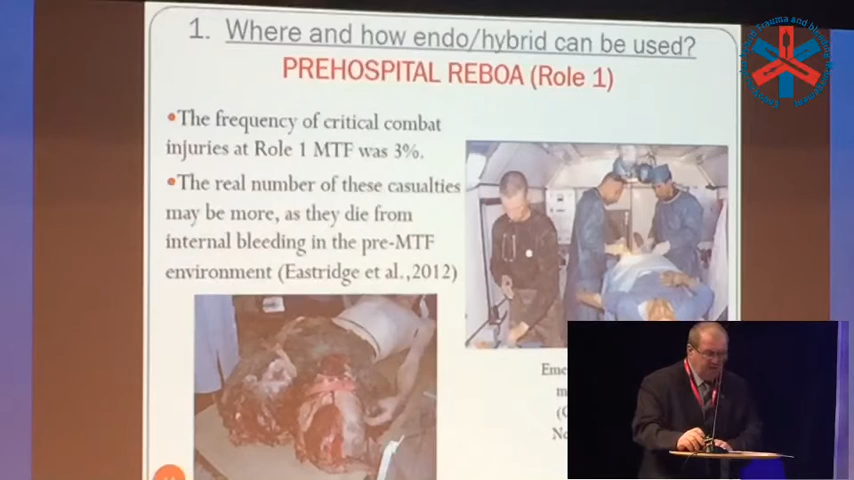 1. Where and how endo/hybrid can be used?
PREHOSPITAL REBOA (Role 1)
•The frequency of critical combat
injuries at Role 1 MTF was 3%.
•The real number of these casualties
may be more, as they die from
internal bleeding in the pre-MTF
environment (Eastridge et al.,2012)
Eme
m
(C
No